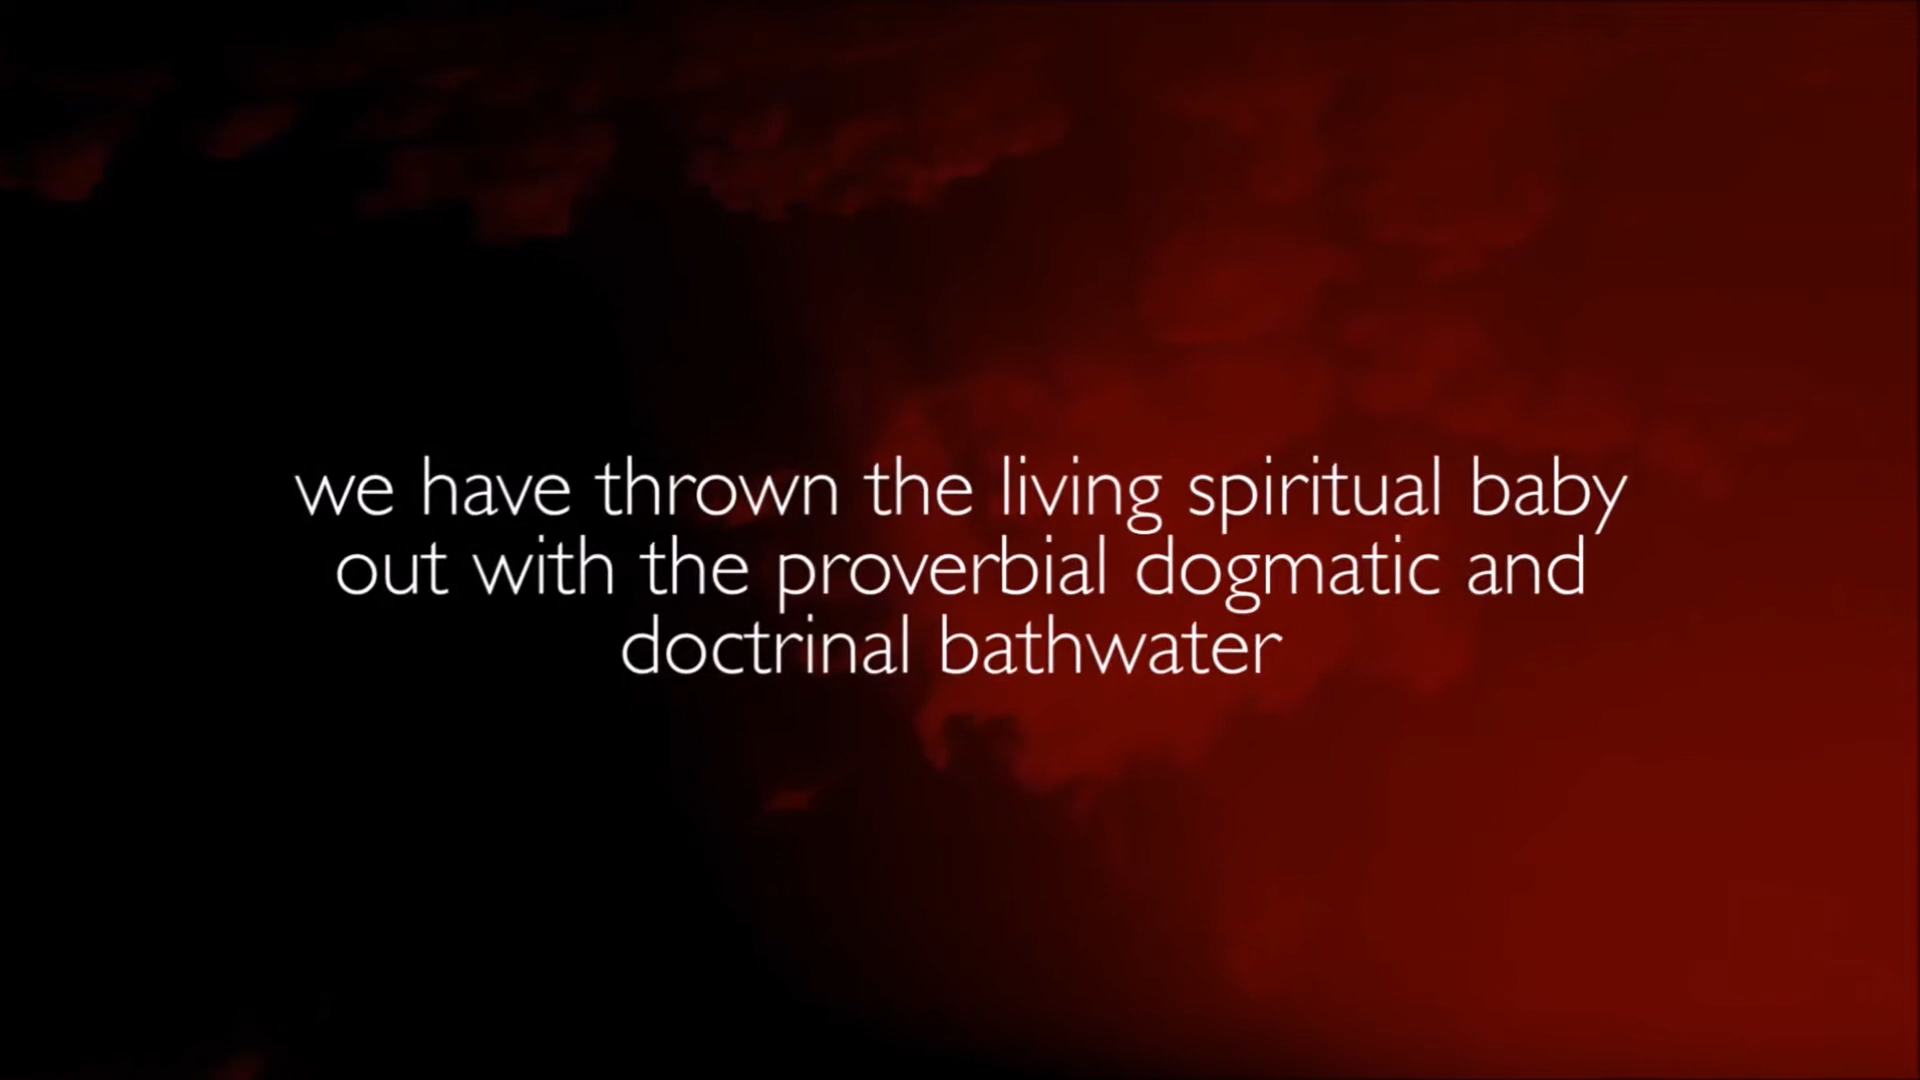 we have thrown the living spiritual baby
out with the proverbial dogmatic and
doctrinal bathwater